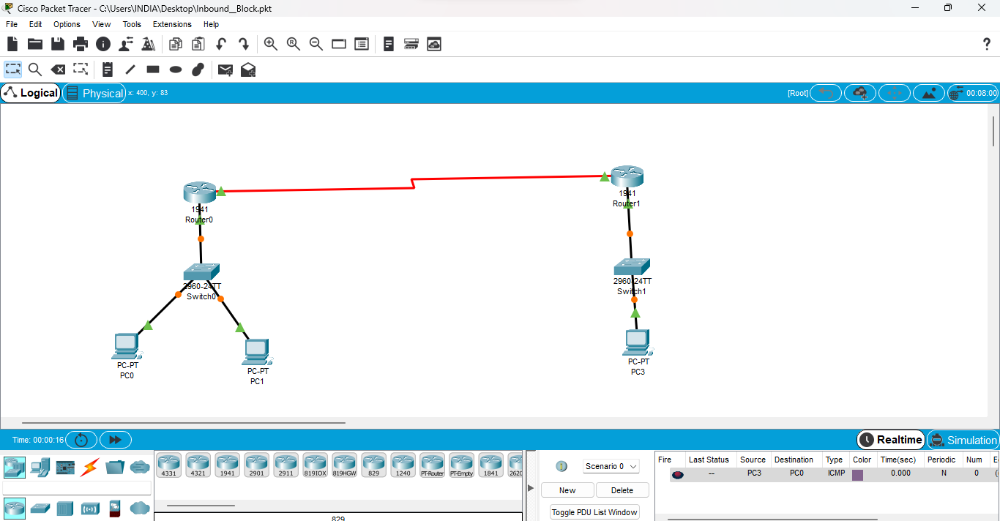 Cisco Packet Tracer - C:\Users\INDIA\Desktop\Inbound__Block.pkt
File Edit Options View Tools Extensions Help
Logical Physical x: 400, y: 83 [Root] 00:08:00
1941
Router0
1941
Router1
2960-24TT
Switch0
2960-24TT
Switch1
PC-PT
PC0
PC-PT
PC1
PC-PT
PC3
Time: 00:00:16 Realtime Simulation
4331 4321 1941 2901 2911 819IOX 819HGW 829 1240 PT-Router PT-Empty 1841 2620
829
Scenario 0
New Delete
Toggle PDU List Window
Fire Last Status Source Destination Type Color Time(sec) Periodic Num E
-- PC3 PC0 ICMP 0.000 N 0 (